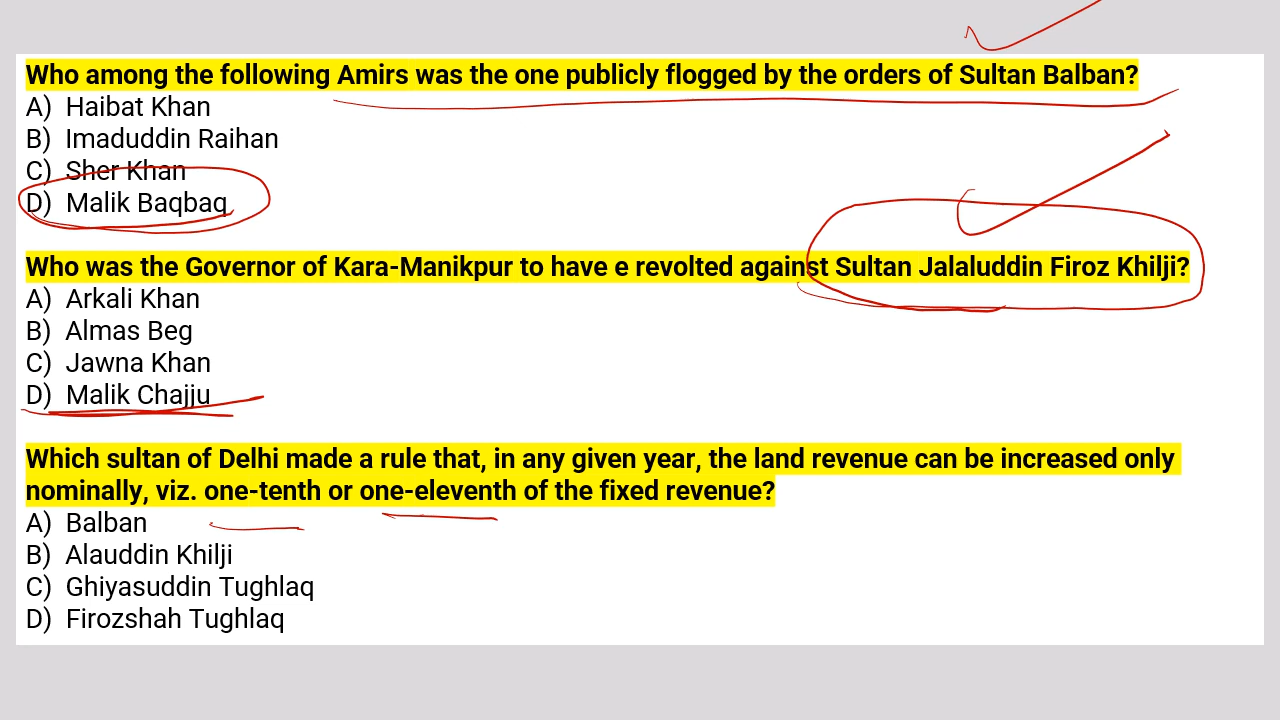 Who among the following Amirs was the one publicly flogged by the orders of Sultan Balban?
A) Haibat Khan
B) Imaduddin Raihan
C) Sher Khan
D) Malik Baqbaq
Who was the Governor of Kara-Manikpur to have e revolted against Sultan Jalaluddin Firoz Khilji?
A) Arkali Khan
B) Almas Beg
C) Jawna Khan
D) Malik Chajju
Which sultan of Delhi made a rule that, in any given year, the land revenue can be increased only
nominally, viz. one-tenth or one-eleventh of the fixed revenue?
A) Balban
B) Alauddin Khilji
C) Ghiyasuddin Tughlaq
D) Firozshah Tughlaq